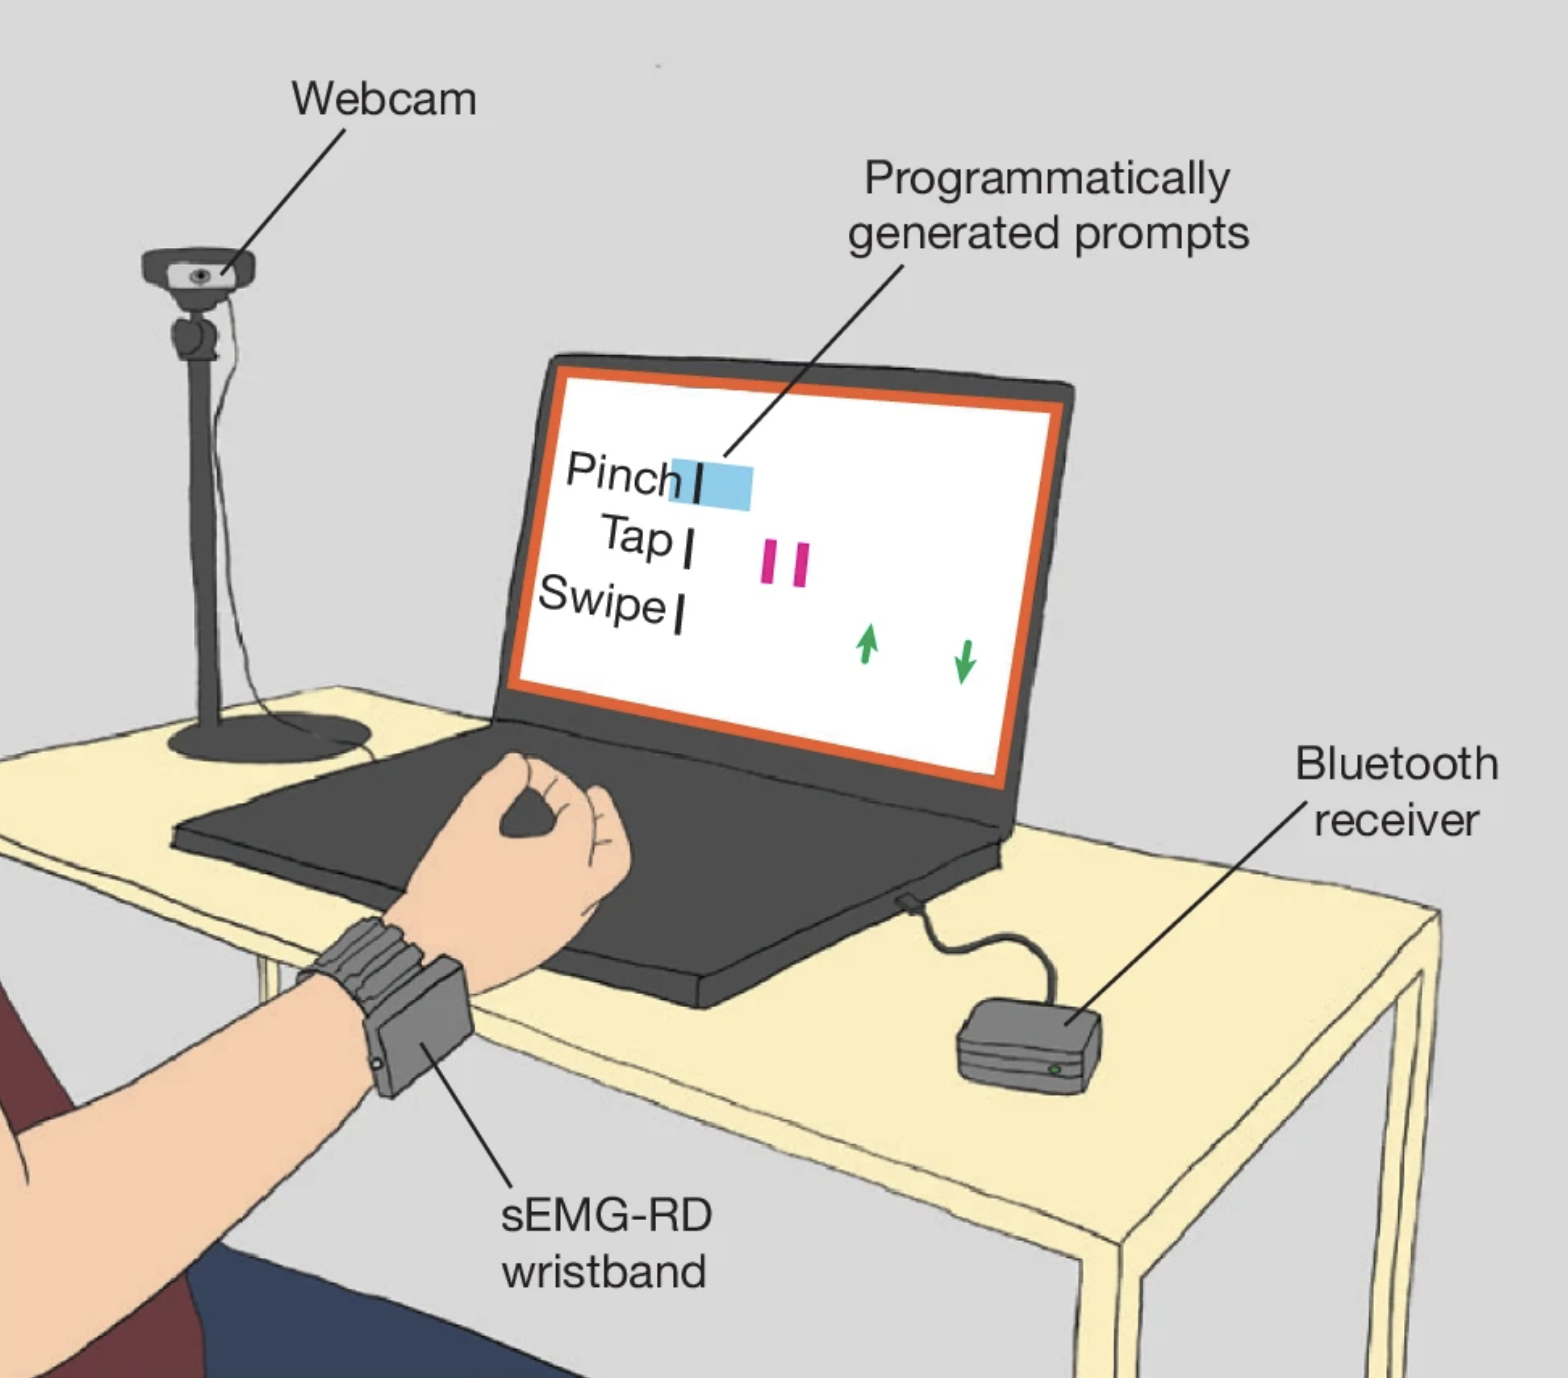 Webcam
Programmatically
generated prompts
Pinch
Tap
Swipe
Bluetooth
receiver
sEMG-RD
wristband